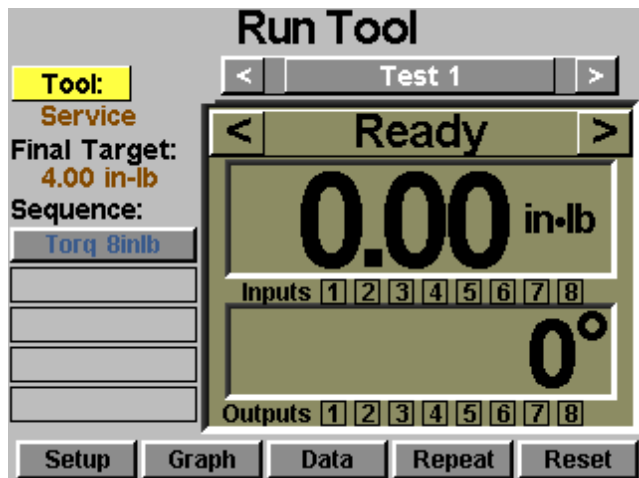 Run Tool
Tool:
< Test 1 >
Service
Final Target:
4.00 in-lb
Sequence:
Torq 8inlb
< Ready >
0.00 in•lb
Inputs 1 2 3 4 5 6 7 8
0°
Outputs 1 2 3 4 5 6 7 8
Setup Graph Data Repeat Reset